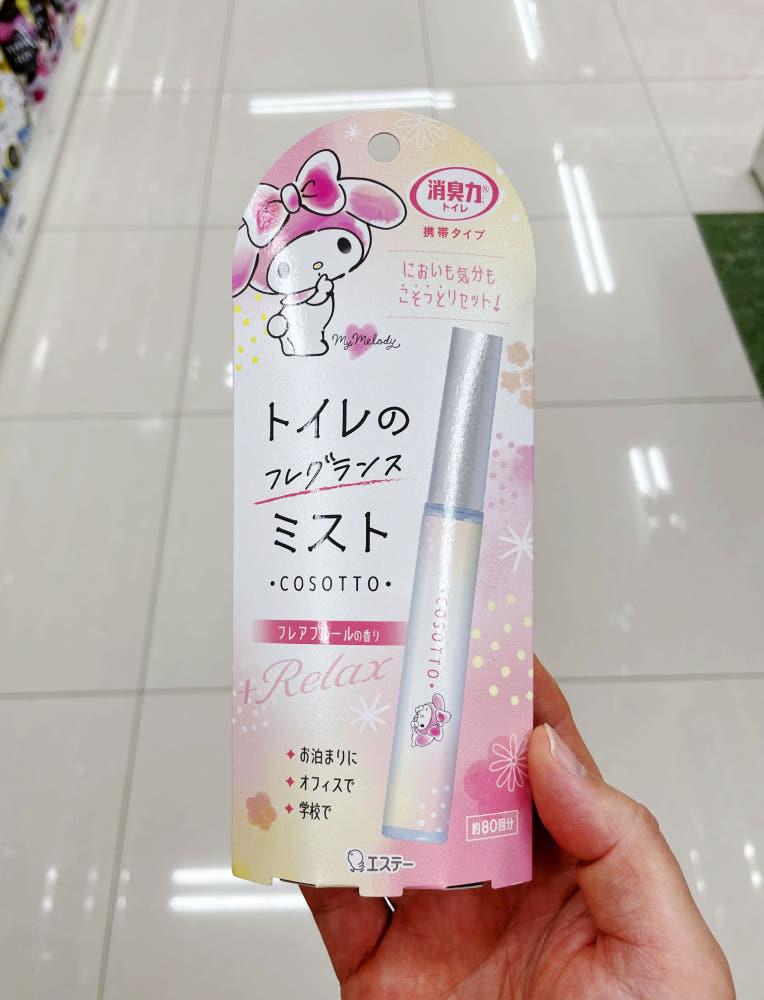 消臭力®
トイレ
携帯タイプ
においも気分も
こそっとリセット!
My Melody
トイレの
フレグランス
ミスト
・COSOTTO・
フレアフルールの香り
+Relax
・COSOTTO・
お泊まりに
オフィスで
学校で
約80回分
エステー